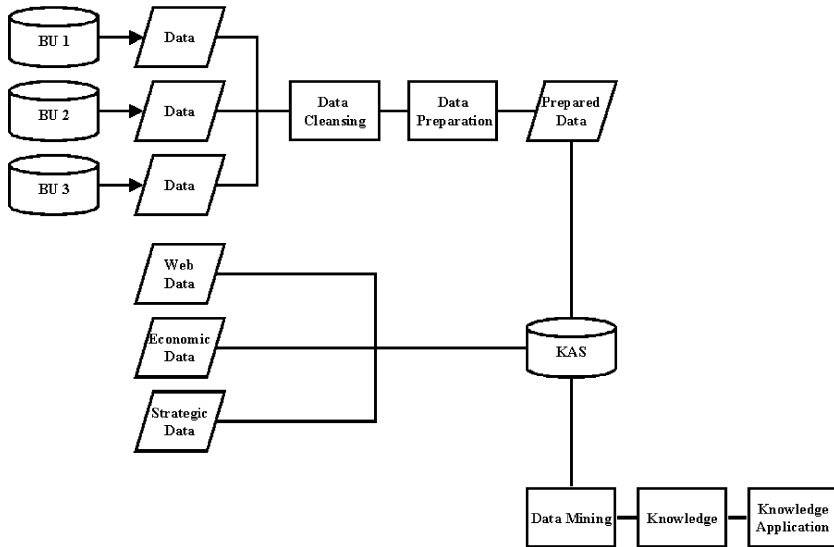 BU 1
Data
BU 2
Data
Data
Cleansing
Data
Preparation
Prepared
Data
BU 3
Data
Web
Data
Economic
Data
KAS
Strategic
Data
Data Mining
Knowledge
Knowledge
Application